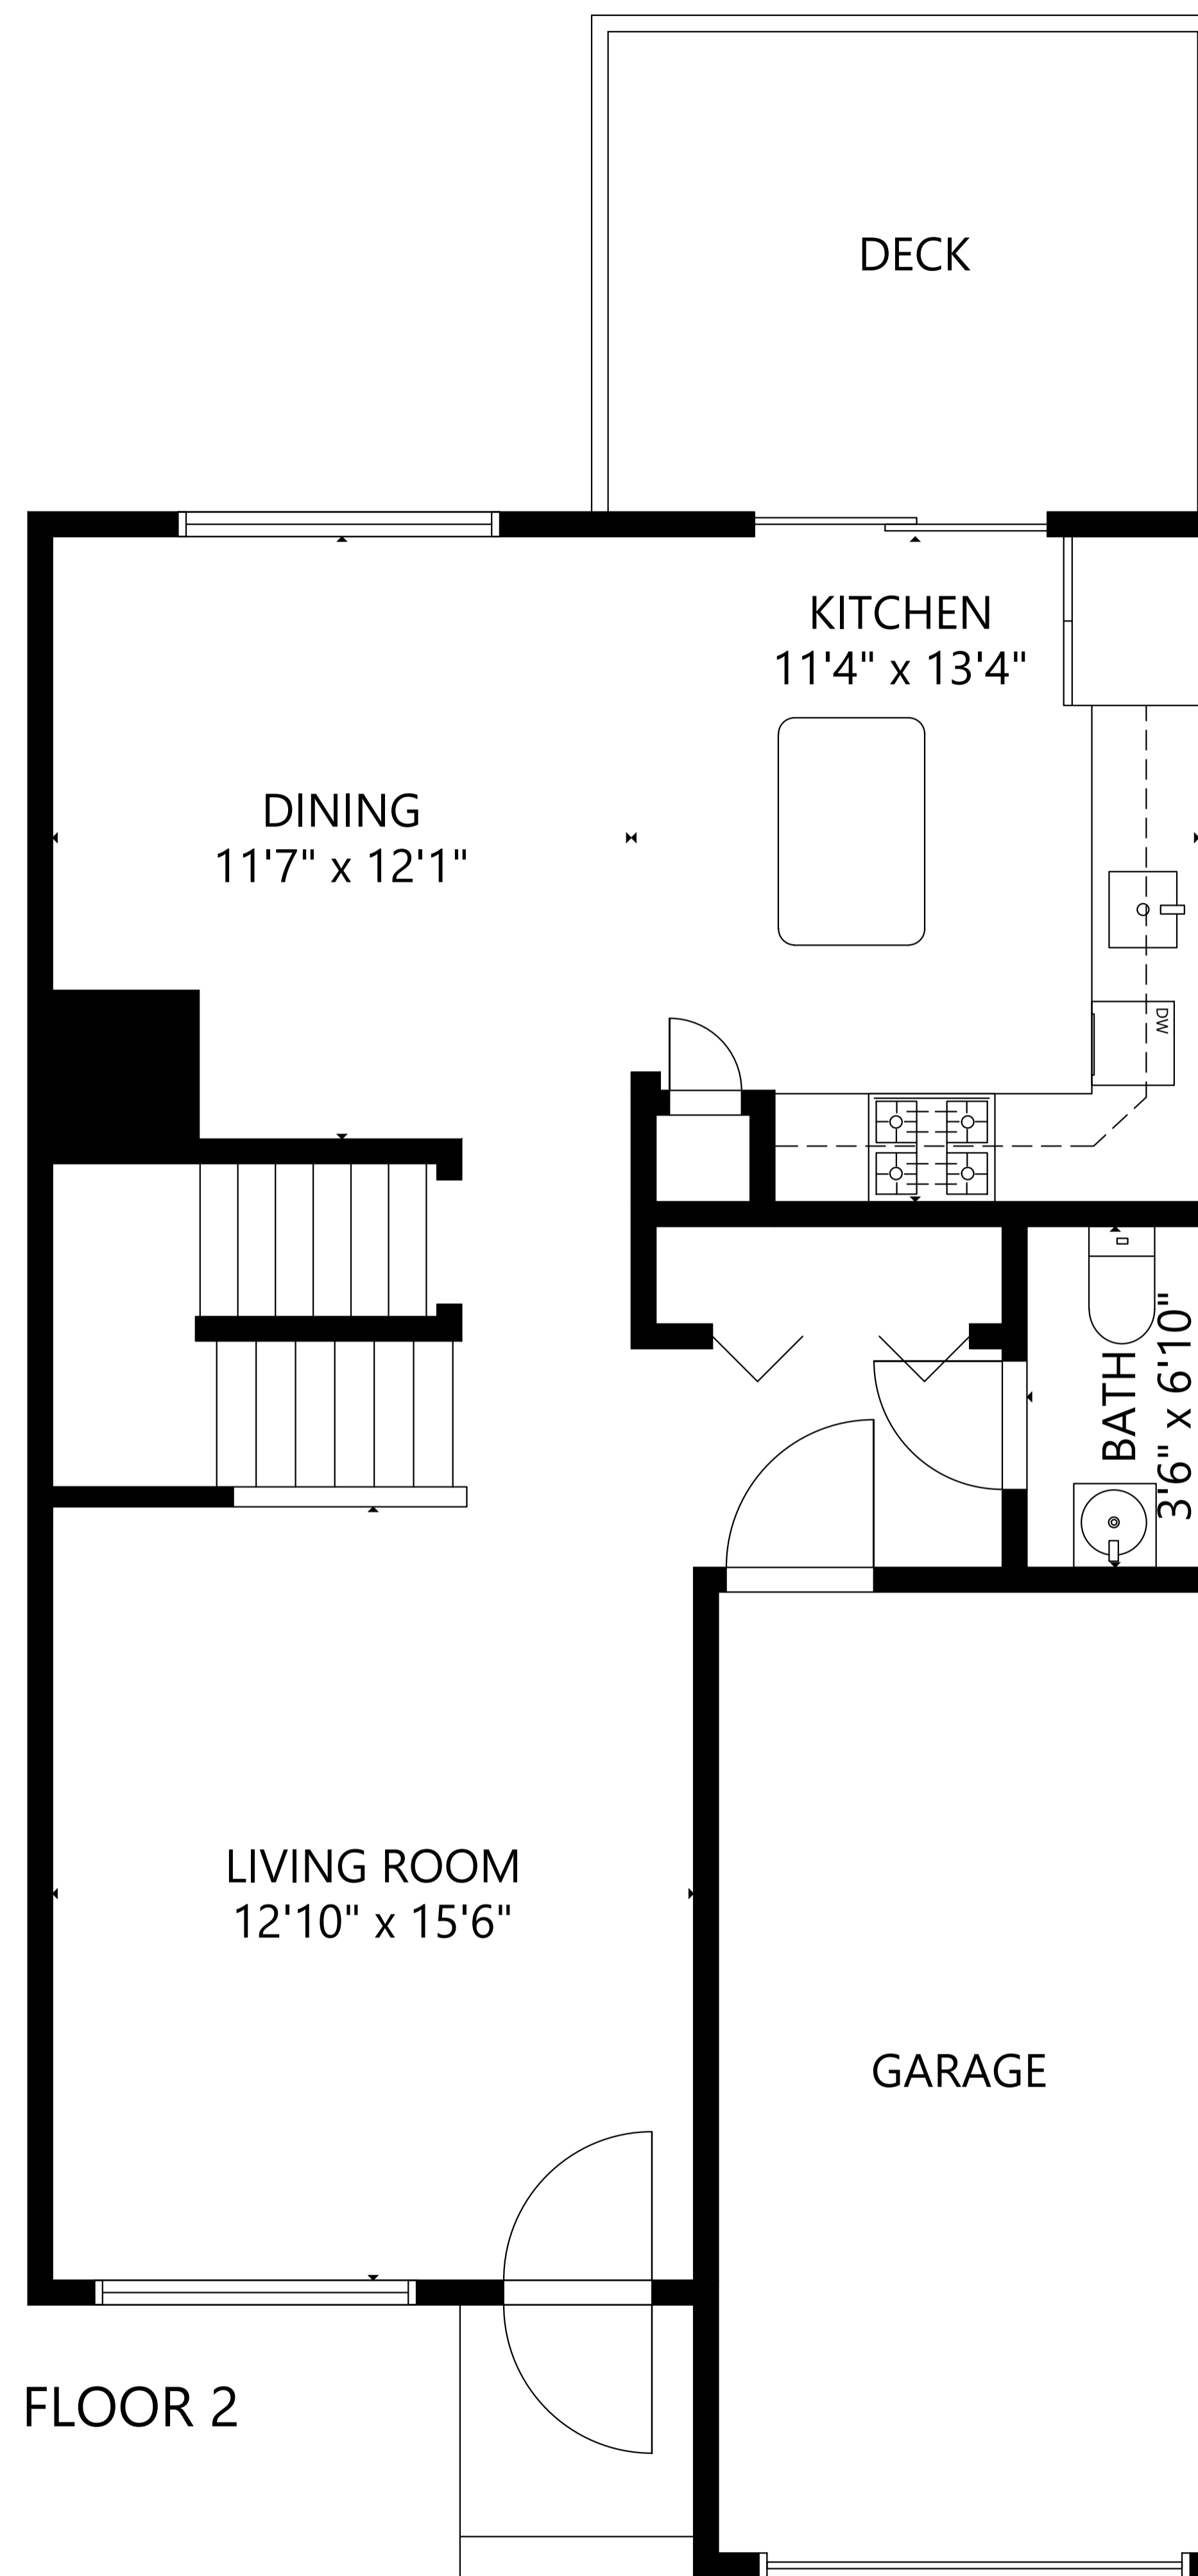 DECK
KITCHEN
11'4" x 13'4"
DINING
11'7" x 12'1"
DW
BATH
3'6" x 6'10"
LIVING ROOM
12'10" x 15'6"
GARAGE
FLOOR 2